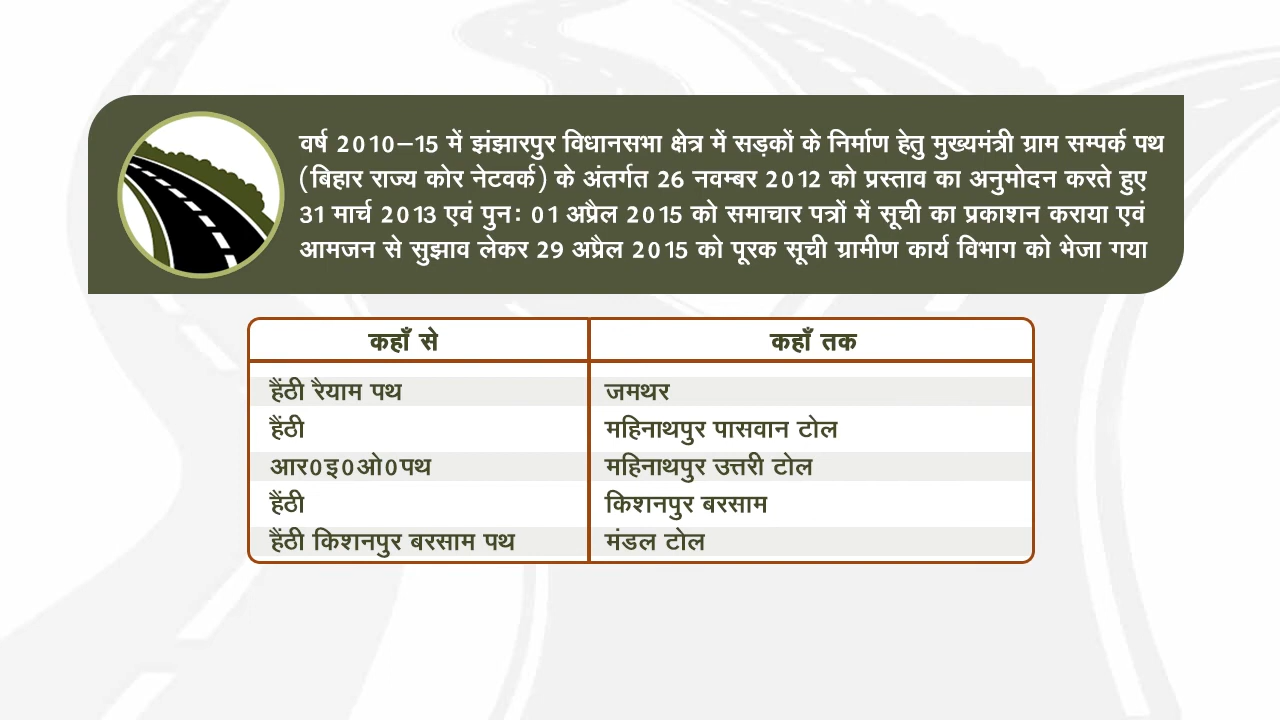 वर्ष 2010–15 में झंझारपुर विधानसभा क्षेत्र में सड़कों के निर्माण हेतु मुख्यमंत्री ग्राम सम्पर्क पथ
(बिहार राज्य कोर नेटवर्क) के अंतर्गत 26 नवम्बर 2012 को प्रस्ताव का अनुमोदन करते हुए
31 मार्च 2013 एवं पुनः 01 अप्रैल 2015 को समाचार पत्रों में सूची का प्रकाशन कराया एवं
आमजन से सुझाव लेकर 29 अप्रैल 2015 को पूरक सूची ग्रामीण कार्य विभाग को भेजा गया
कहाँ से कहाँ तक
हैंठी रैयाम पथ जमथर
हैंठी महिनाथपुर पासवान टोल
आर0इ0ओ0पथ महिनाथपुर उत्तरी टोल
हैंठी किशनपुर बरसाम
हैंठी किशनपुर बरसाम पथ मंडल टोल